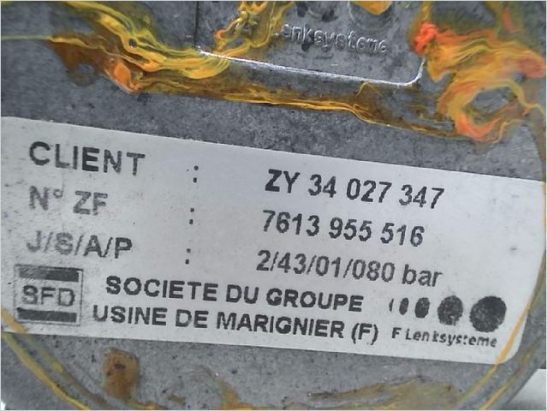 Lenksysteme
CLIENT : ZY 34 027 347
N° ZF : 7613 955 516
J/S/A/P : 2/43/01/080 bar
SFD SOCIETE DU GROUPE
USINE DE MARIGNIER (F) F Lenksysteme